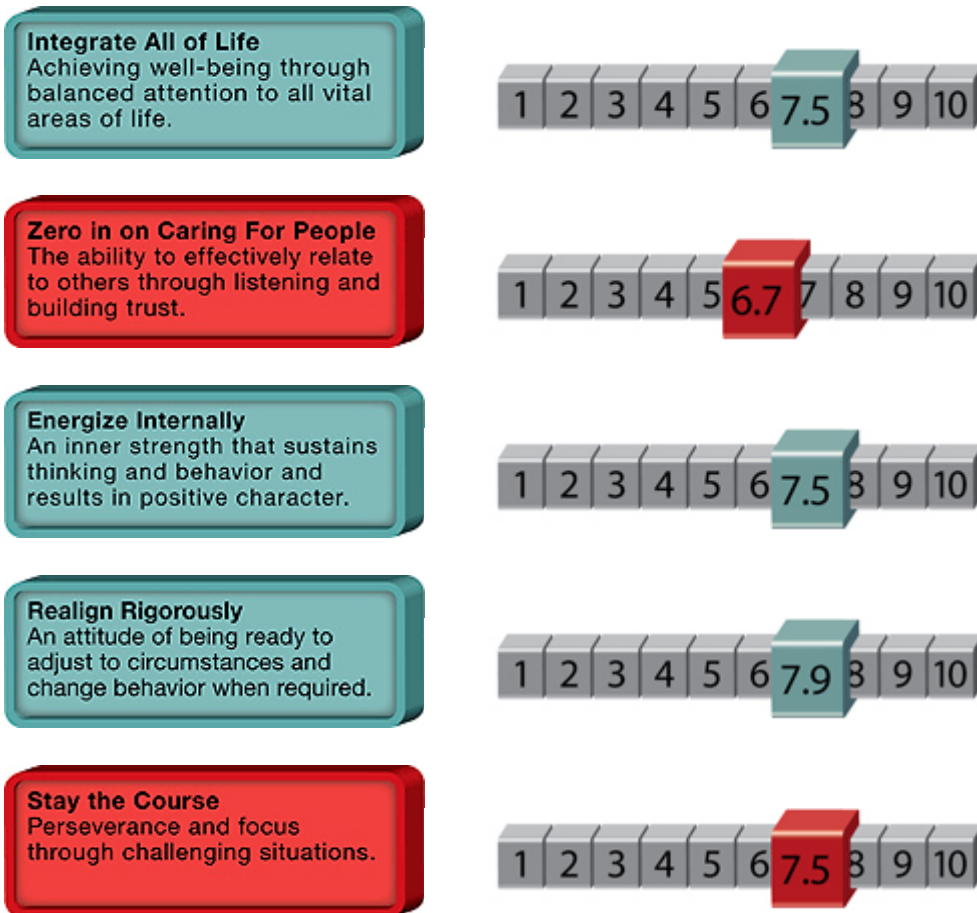 Integrate All of Life
Achieving well-being through
balanced attention to all vital
areas of life.
1 2 3 4 5 6 7.5 8 9 10
Zero in on Caring For People
The ability to effectively relate
to others through listening and
building trust.
1 2 3 4 5 6.7 7 8 9 10
Energize Internally
An inner strength that sustains
thinking and behavior and
results in positive character.
1 2 3 4 5 6 7.5 8 9 10
Realign Rigorously
An attitude of being ready to
adjust to circumstances and
change behavior when required.
1 2 3 4 5 6 7.9 8 9 10
Stay the Course
Perseverance and focus
through challenging situations.
1 2 3 4 5 6 7.5 8 9 10